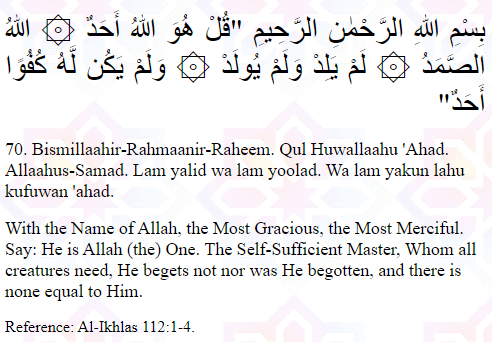 بِسْمِ اللهِ الرَّحْمٰنِ الرَّحِيمِ "قُلْ هُوَ اللهُ أَحَدٌ ۞ اللهُ
الصَّمَدُ ۞ لَمْ يَلِدْ وَلَمْ يُولَدْ ۞ وَلَمْ يَكُن لَّهُ كُفُوًا
أَحَدٌ"
70. Bismillaahir-Rahmaanir-Raheem. Qul Huwallaahu 'Ahad.
Allaahus-Samad. Lam yalid wa lam yoolad. Wa lam yakun lahu
kufuwan 'ahad.
With the Name of Allah, the Most Gracious, the Most Merciful.
Say: He is Allah (the) One. The Self-Sufficient Master, Whom all
creatures need, He begets not nor was He begotten, and there is
none equal to Him.
Reference: Al-Ikhlas 112:1-4.